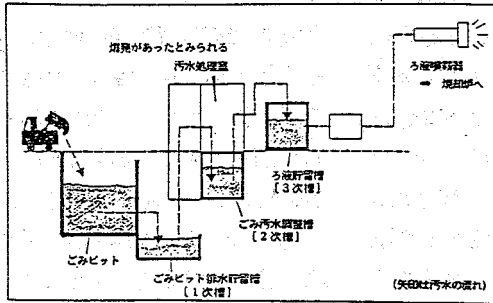 爆発があったとみられる
汚水処理室
ろ液噴霧器
➡ 焼却炉へ
ろ液貯留槽
[3次槽]
ごみ汚水調整槽
[2次槽]
ごみピット
ごみピット排水貯留槽
[1次槽]
(矢印は汚水の流れ)